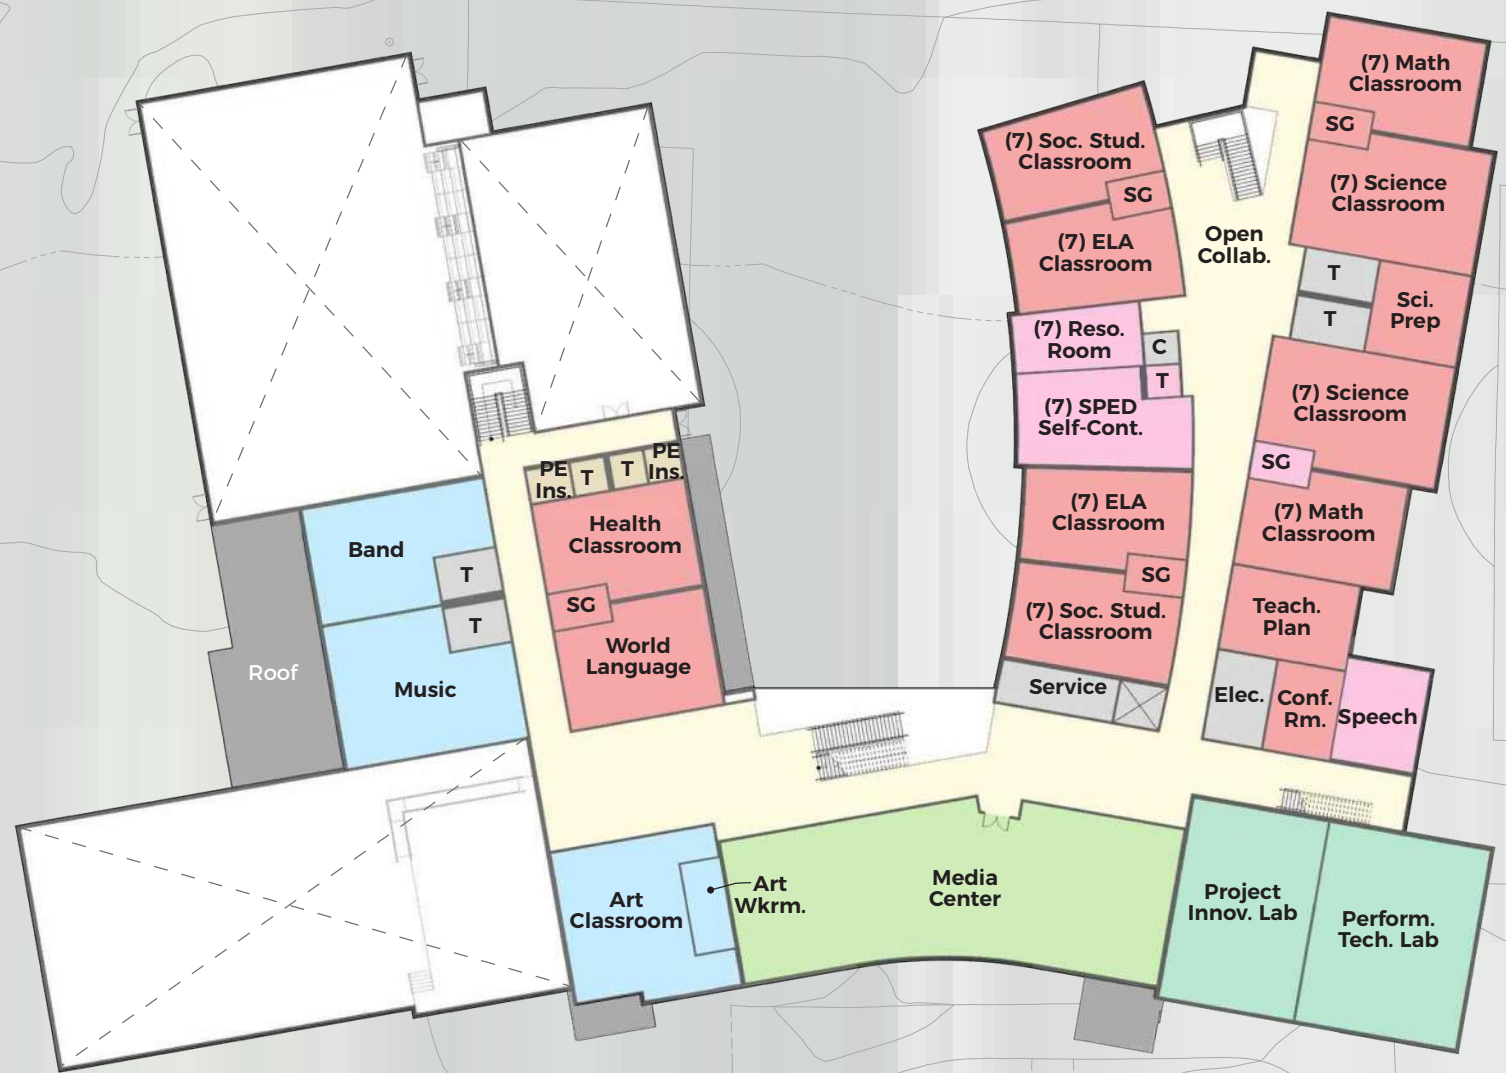 (7) Math
Classroom
SG
(7) Science
Classroom
(7) Soc. Stud.
Classroom
SG
(7) ELA
Classroom
Open
Collab.
T
T
Sci.
Prep
(7) Reso.
Room
C
T
(7) SPED
Self-Cont.
(7) Science
Classroom
SG
(7) Math
Classroom
(7) ELA
Classroom
SG
(7) Soc. Stud.
Classroom
Service
Teach.
Plan
Elec.
Conf.
Rm.
Speech
PE
Ins.
T
T
PE
Ins.
Health
Classroom
SG
World
Language
Band
T
T
Music
Roof
Art
Classroom
Art
Wkrm.
Media
Center
Project
Innov. Lab
Perform.
Tech. Lab